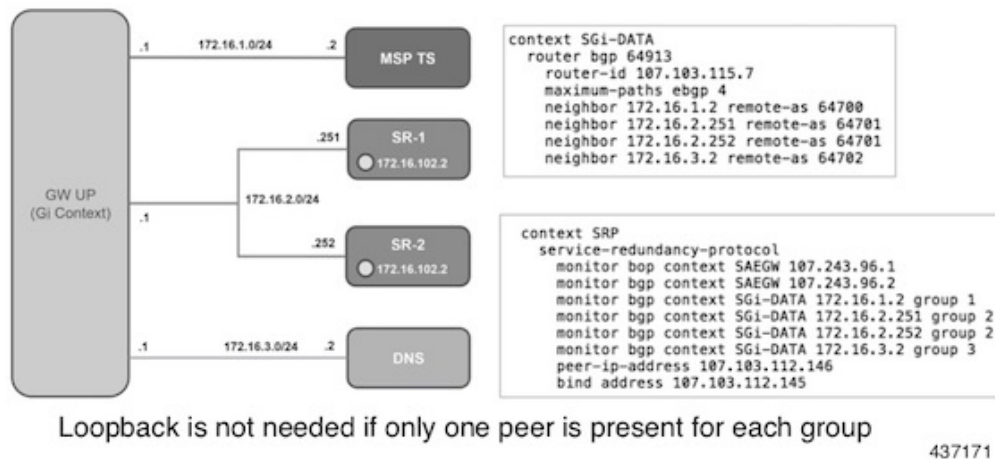 .1
172.16.1.0/24
.2
MSP TS
.251
SR-1
172.16.102.2
GW UP
(Gi Context)
.1
172.16.2.0/24
.252
SR-2
172.16.102.2
.1
172.16.3.0/24
.2
DNS
context SGi-DATA
router bgp 64913
router-id 107.103.115.7
maximum-paths ebgp 4
neighbor 172.16.1.2 remote-as 64700
neighbor 172.16.2.251 remote-as 64701
neighbor 172.16.2.252 remote-as 64701
neighbor 172.16.3.2 remote-as 64702
context SRP
service-redundancy-protocol
monitor bop context SAEGW 107.243.96.1
monitor bgp context SAEGW 107.243.96.2
monitor bgp context SGi-DATA 172.16.1.2 group 1
monitor bgp context SGi-DATA 172.16.2.251 group 2
monitor bgp context SGi-DATA 172.16.2.252 group 2
monitor bgp context SGi-DATA 172.16.3.2 group 3
peer-ip-address 107.103.112.146
bind address 107.103.112.145
Loopback is not needed if only one peer is present for each group
437171